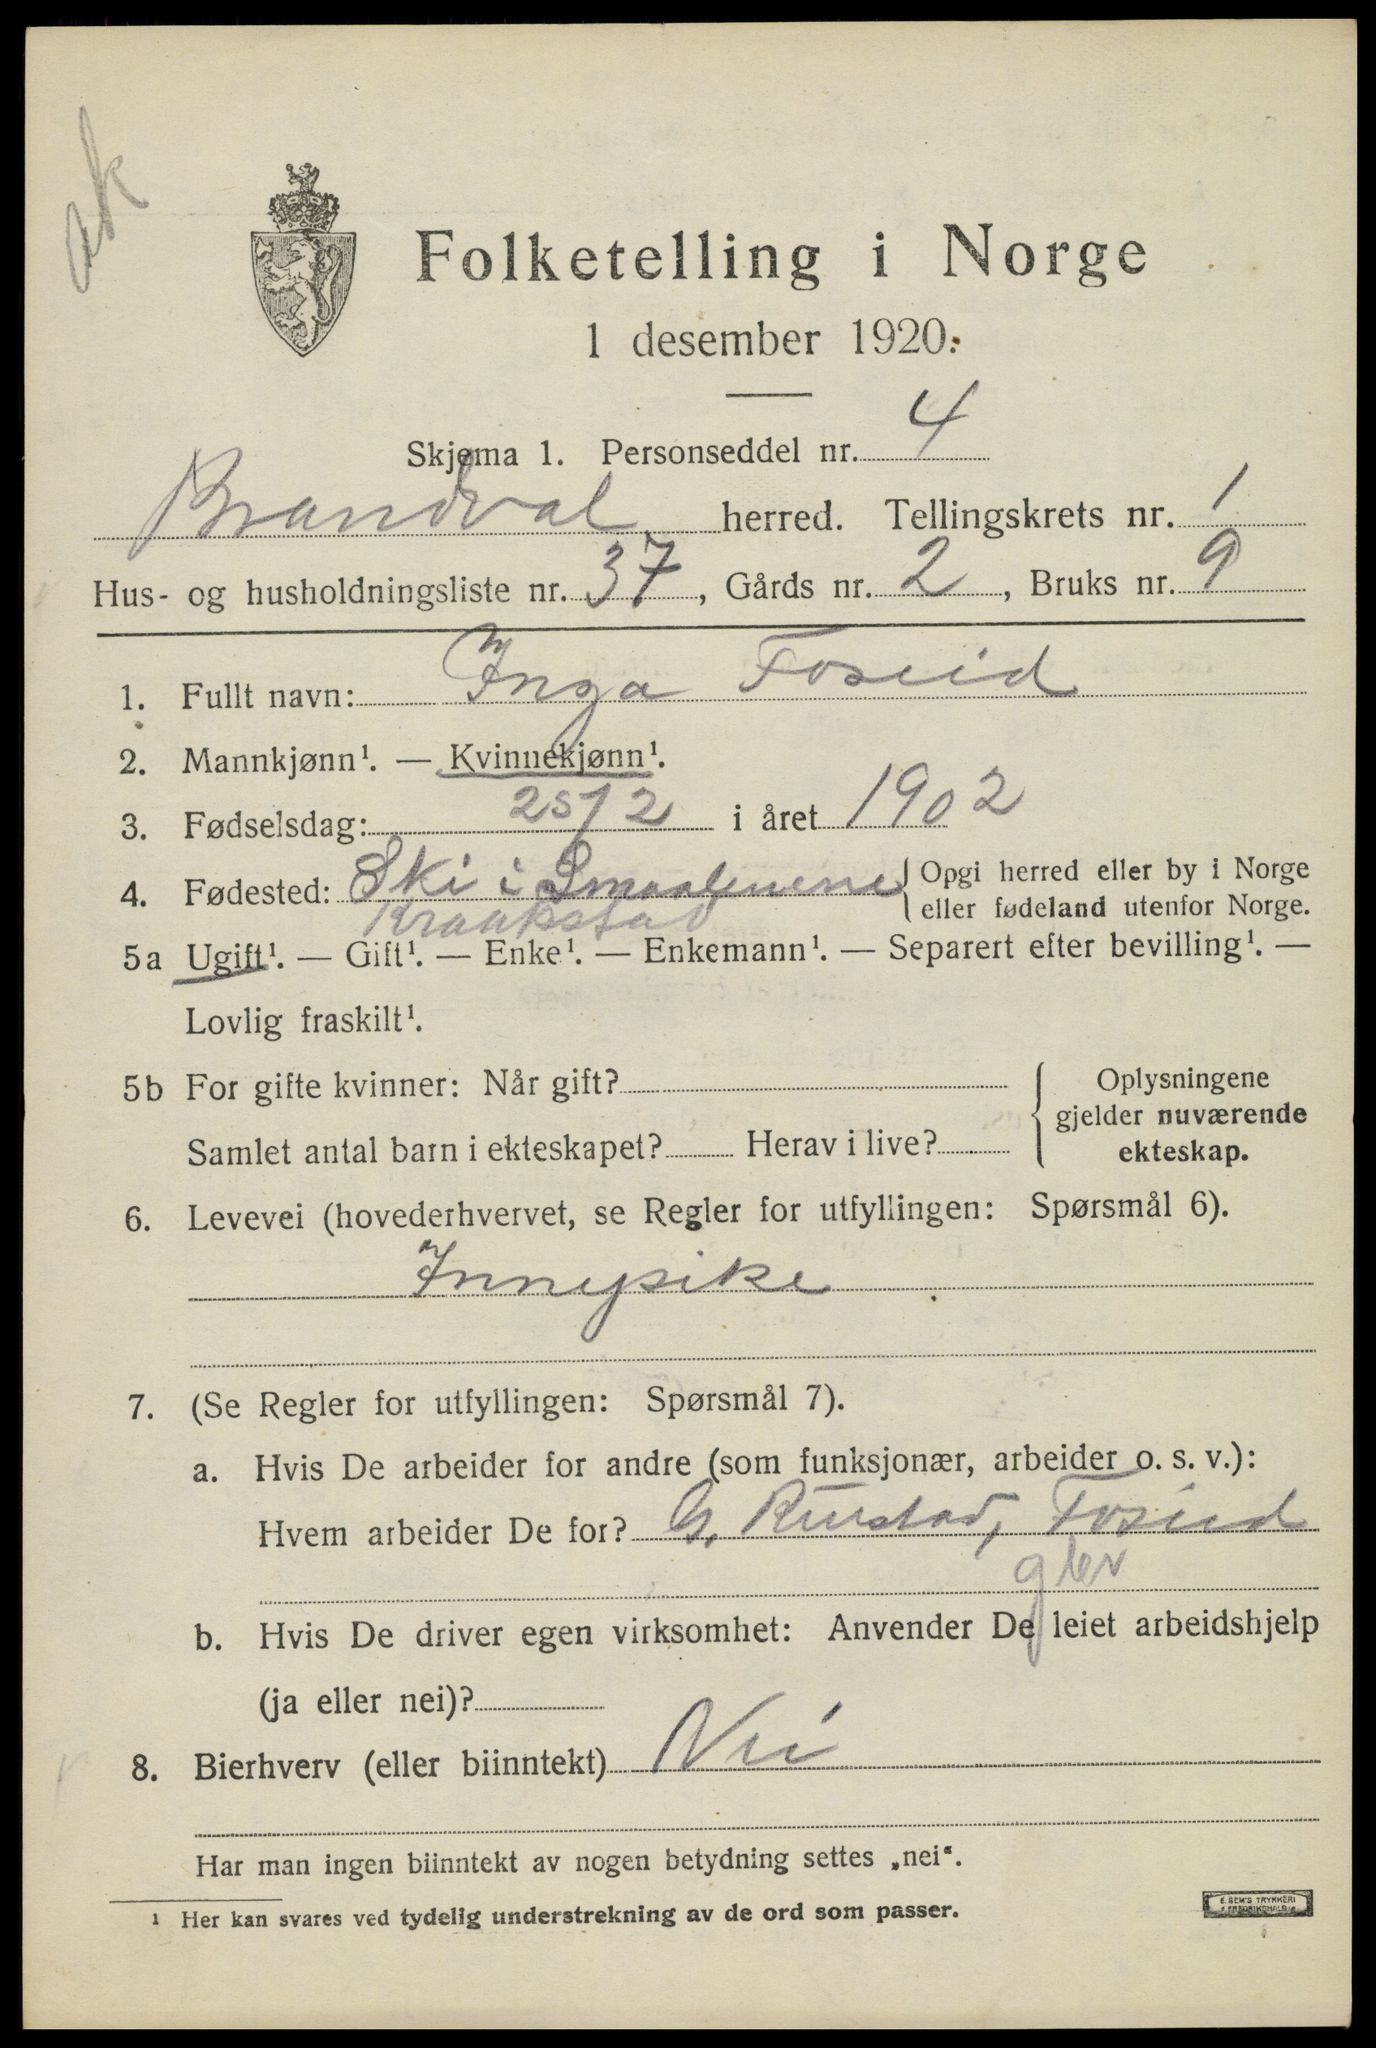 ak
Folketelling i Norge
1 desember 1920.
Skjema 1. Personseddel nr. 4
Brandval herred. Tellingskrets nr. 1
Hus- og husholdningsliste nr. 37, Gårds nr. 2, Bruks nr. 9
1. Fullt navn: Inga Foseid
2. Mannkjønn¹. — Kvinnekjønn¹.
3. Fødselsdag: 25/2 i året 1902
4. Fødested: Ski i Smaalenene { Opgi herred eller by i Norge
Kraakstad eller fødeland utenfor Norge.
5a Ugift¹. — Gift¹. — Enke¹. — Enkemann¹. — Separert efter bevilling¹. —
Lovlig fraskilt¹.
5b For gifte kvinner: Når gift? { Oplysningene
gjelder nuværende
Samlet antal barn i ekteskapet? Herav i live? ekteskap.
6. Levevei (hovederhvervet, se Regler for utfyllingen: Spørsmål 6).
Innepike
7. (Se Regler for utfyllingen: Spørsmål 7).
a. Hvis De arbeider for andre (som funksjonær, arbeider o. s. v.):
Hvem arbeider De for? G. Rustad, Foseid
b. Hvis De driver egen virksomhet: Anvender De leiet arbeidshjelp
(ja eller nei)?
8. Bierhverv (eller biinntekt) Nei
Har man ingen biinntekt av nogen betydning settes „nei“.
¹ Her kan svares ved tydelig understrekning av de ord som passer.
E. SEM'S TRYKKERI
FREDRIKSHALD